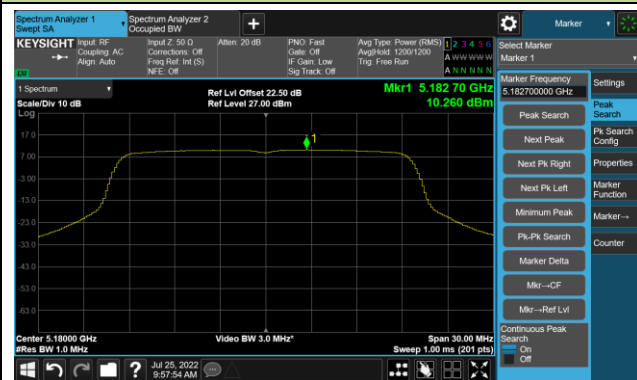 Spectrum Analyzer 1
Swept SA
Spectrum Analyzer 2
Occupied BW
Marker
KEYSIGHT
Input: RF
Coupling: AC
Align: Auto
Input Z: 50 Ω
Corrections: Off
Freq Ref: Int (S)
NFE: Off
Atten: 20 dB
PNO: Fast
Gate: Off
IF Gain: Low
Sig Track: Off
Avg Type: Power (RMS)
Avg|Hold: 1200/1200
Trig: Free Run
1 2 3 4 5 6
A W W W W W
A N N N N N
Select Marker
Marker 1
1 Spectrum
Scale/Div 10 dB
Log
Ref Lvl Offset 22.50 dB
Ref Level 27.00 dBm
Mkr1 5.182 70 GHz
10.260 dBm
17.0
7.00
-3.00
-13.0
-23.0
-33.0
-43.0
-53.0
-63.0
1
Center 5.18000 GHz
#Res BW 1.0 MHz
Video BW 3.0 MHz*
Span 30.00 MHz
Sweep 1.00 ms (201 pts)
Marker Frequency
5.182700000 GHz
Peak Search
Next Peak
Next Pk Right
Next Pk Left
Minimum Peak
Pk-Pk Search
Marker Delta
Mkr→CF
Mkr→Ref Lvl
Continuous Peak
Search
On
Off
Settings
Peak
Search
Pk Search
Config
Properties
Marker
Function
Marker→
Counter
?
Jul 25, 2022
9:57:54 AM